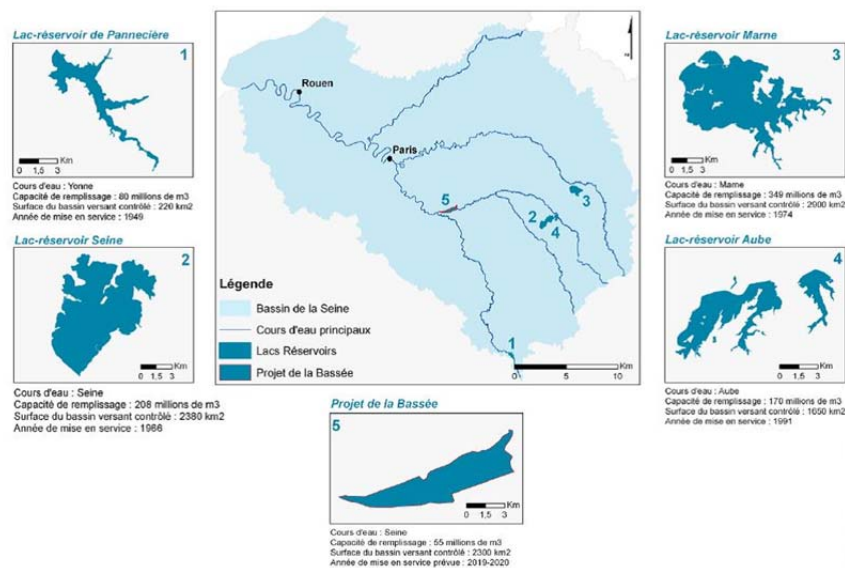 Lac-réservoir de Pannecière
1
0 1,5 3 Km
Cours d'eau : Yonne
Capacité de remplissage : 80 millions de m3
Surface du bassin versant contrôlé : 220 km2
Année de mise en service : 1949
Lac-réservoir Seine
2
0 1,5 3 Km
Cours d'eau : Seine
Capacité de remplissage : 208 millions de m3
Surface du bassin versant contrôlé : 2380 km2
Année de mise en service : 1966
Rouen
Paris
5
2
4
3
1
Légende
Bassin de la Seine
Cours d'eau principaux
Lacs Réservoirs
Projet de la Bassée
0 5 10
Lac-réservoir Marne
3
0 1,5 3 Km
Cours d'eau : Marne
Capacité de remplissage : 349 millions de m3
Surface du bassin versant contrôlé : 2900 km2
Année de mise en service : 1974
Lac-réservoir Aube
4
0 1,5 3 Km
Cours d'eau : Aube
Capacité de remplissage : 170 millions de m3
Surface du bassin versant contrôlé : 1650 km2
Année de mise en service : 1991
Projet de la Bassée
5
0 1,5 3 Km
Cours d'eau : Seine
Capacité de remplissage : 55 millions de m3
Surface du bassin versant contrôlé : 2300 km2
Année de mise en service prévue : 2019-2020